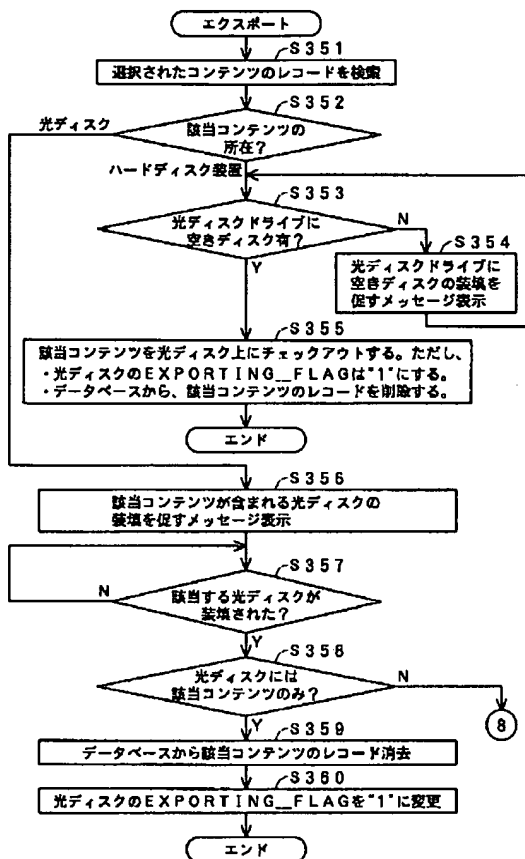 エクスポート
S351
選択されたコンテンツのレコードを検索
S352
光ディスク
該当コンテンツの
所在?
ハードディスク装置
S353
光ディスクドライブに
空きディスク有?
N
Y
S354
光ディスクドライブに
空きディスクの装填を
促すメッセージ表示
S355
該当コンテンツを光ディスク上にチェックアウトする。ただし、
・光ディスクのEXPORTING__FLAGは"1"にする。
・データベースから、該当コンテンツのレコードを削除する。
エンド
S356
該当コンテンツが含まれる光ディスクの
装填を促すメッセージ表示
S357
N
該当する光ディスクが
装填された?
Y
S358
光ディスクには
該当コンテンツのみ?
N
Y
8
S359
データベースから該当コンテンツのレコード消去
S360
光ディスクのEXPORTING__FLAGを"1"に変更
エンド